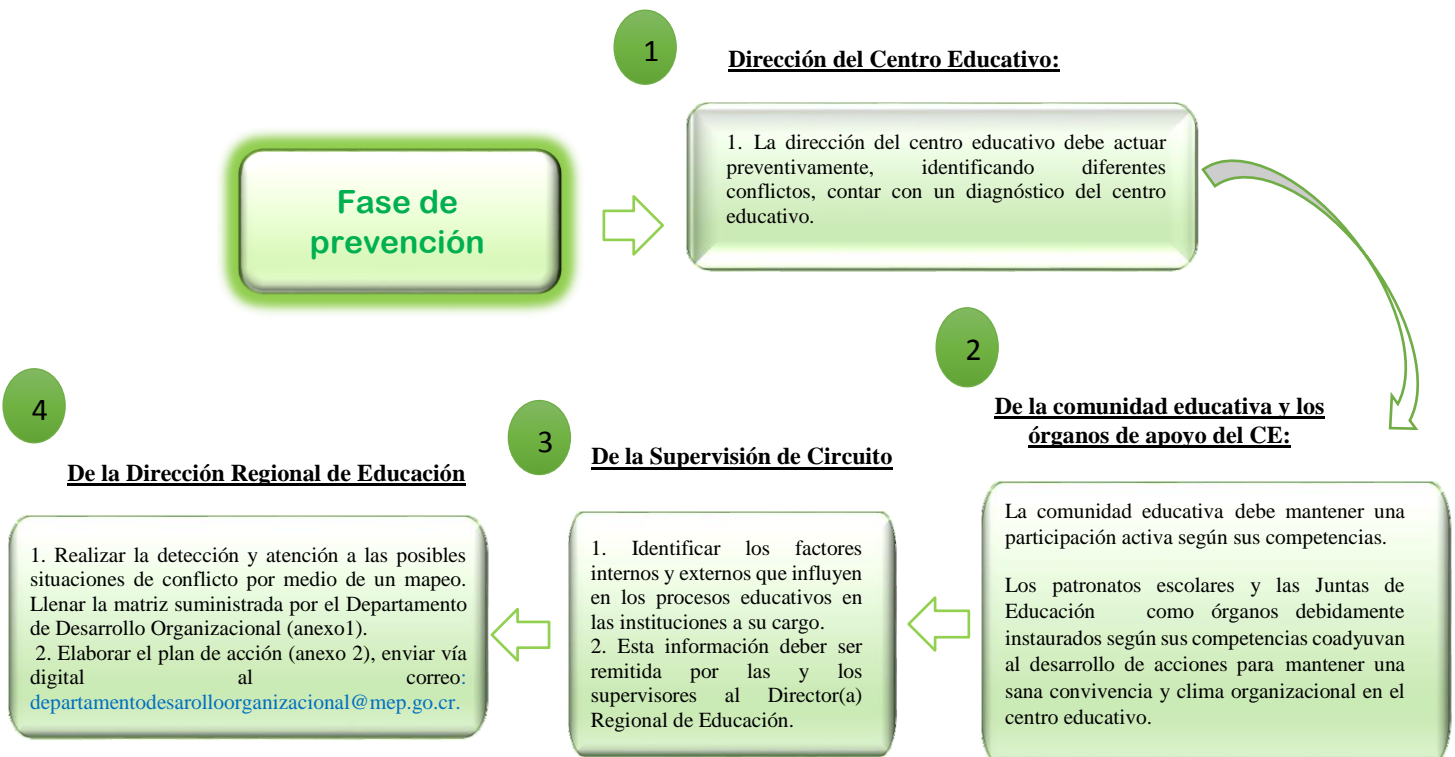 Fase de
prevención
1
Dirección del Centro Educativo:
1. La dirección del centro educativo debe actuar
preventivamente, identificando diferentes
conflictos, contar con un diagnóstico del centro
educativo.
2
De la comunidad educativa y los
órganos de apoyo del CE:
La comunidad educativa debe mantener una
participación activa según sus competencias.
Los patronatos escolares y las Juntas de
Educación como órganos debidamente
instaurados según sus competencias coadyuvan
al desarrollo de acciones para mantener una
sana convivencia y clima organizacional en el
centro educativo.
3
De la Supervisión de Circuito
1. Identificar los factores
internos y externos que influyen
en los procesos educativos en
las instituciones a su cargo.
2. Esta información deber ser
remitida por las y los
supervisores al Director(a)
Regional de Educación.
4
De la Dirección Regional de Educación
1. Realizar la detección y atención a las posibles
situaciones de conflicto por medio de un mapeo.
Llenar la matriz suministrada por el Departamento
de Desarrollo Organizacional (anexo1).
2. Elaborar el plan de acción (anexo 2), enviar vía
digital al correo:
departamentodesarolloorganizacional@mep.go.cr.